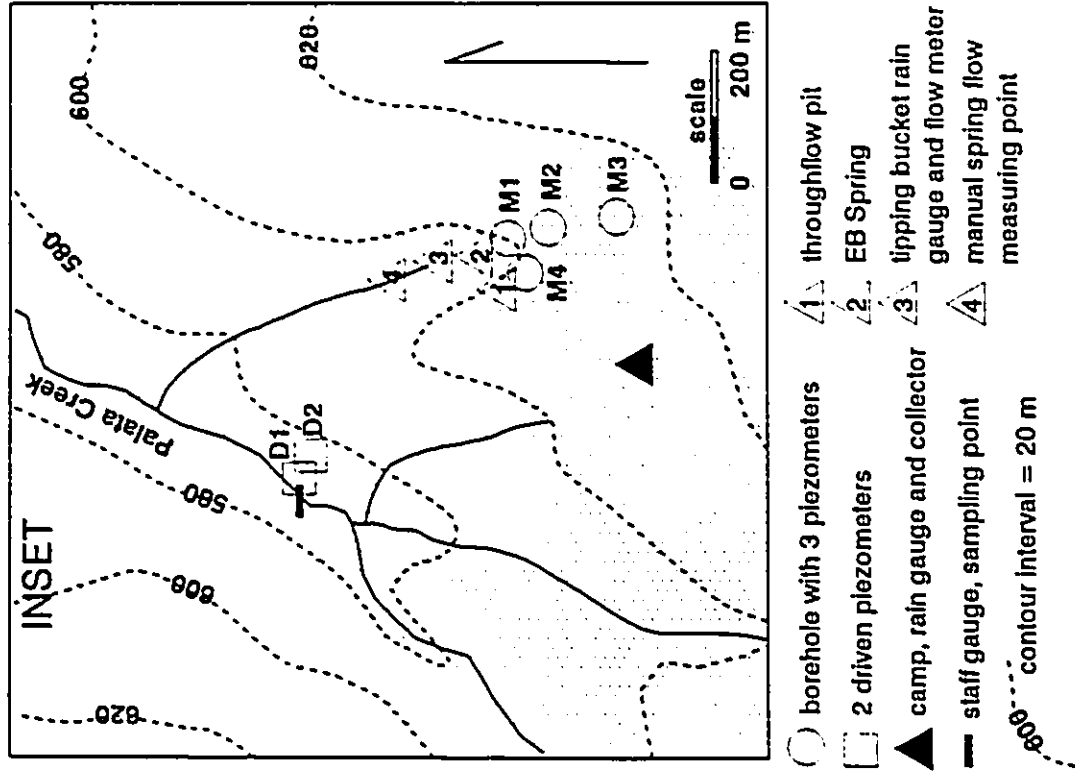 INSET
600
580
820
820
Palata Creek
580
600
820
D1
D2
4
3
2
1
M1
M2
M3
M4
scale
0 200 m
borehole with 3 piezometers
2 driven piezometers
camp, rain gauge and collector
staff gauge, sampling point
600 contour interval = 20 m
1 throughflow pit
2 EB Spring
3 tipping bucket rain
gauge and flow meter
4 manual spring flow
measuring point